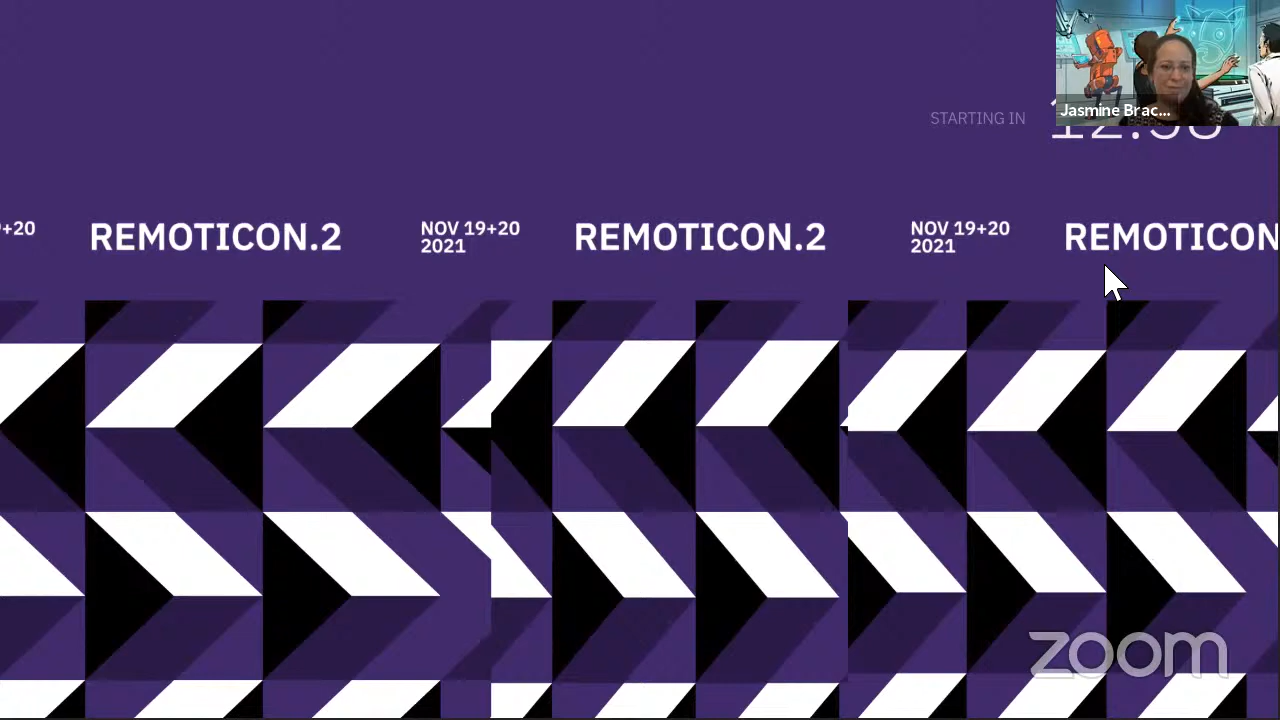 Jasmine Brac...
STARTING IN
+20
REMOTICON.2
NOV 19+20
2021
REMOTICON.2
NOV 19+20
2021
REMOTICON
zoom